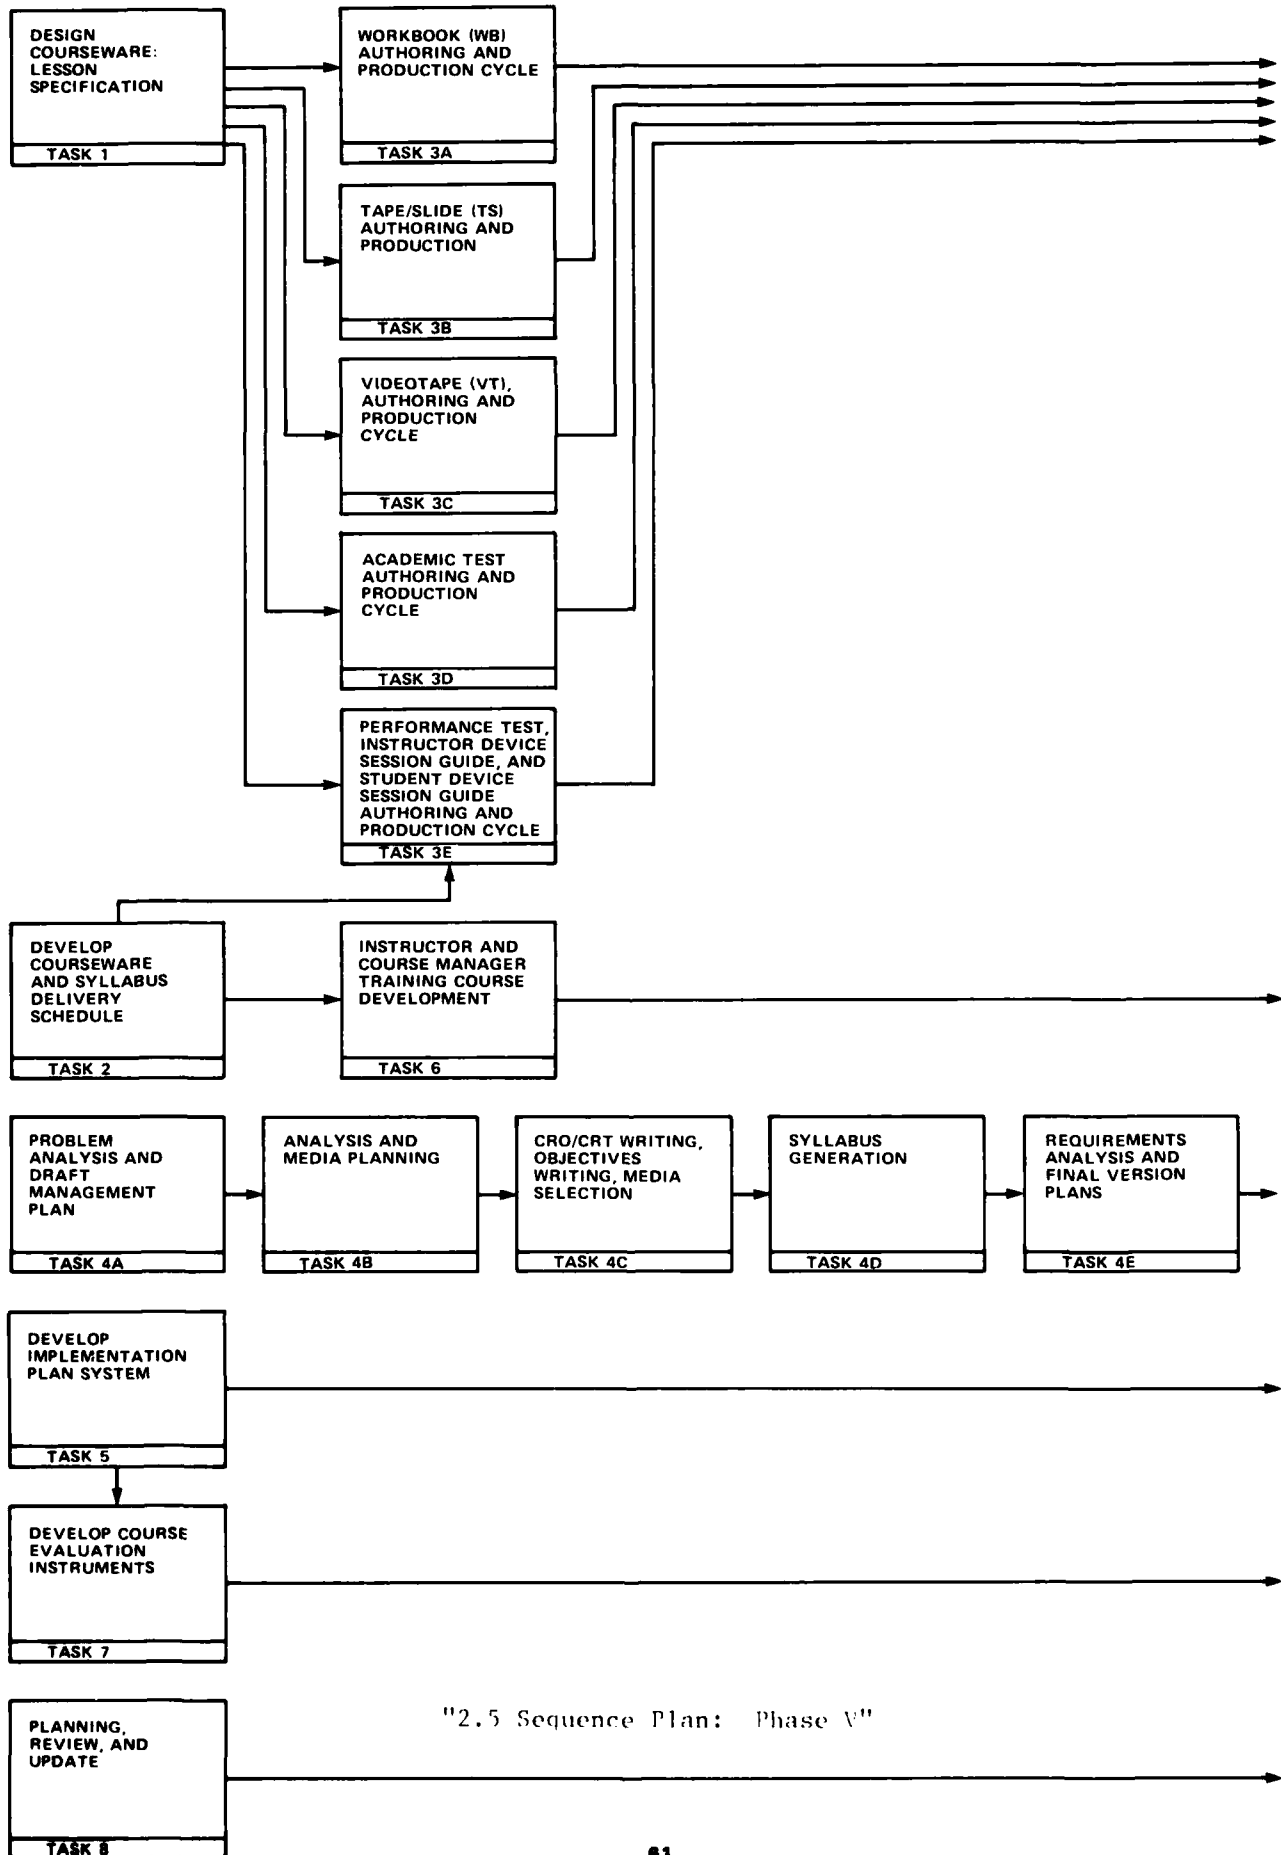 DESIGN
COURSEWARE:
LESSON
SPECIFICATION
TASK 1
WORKBOOK (WB)
AUTHORING AND
PRODUCTION CYCLE
TASK 3A
TAPE/SLIDE (TS)
AUTHORING AND
PRODUCTION
TASK 3B
VIDEOTAPE (VT),
AUTHORING AND
PRODUCTION
CYCLE
TASK 3C
ACADEMIC TEST
AUTHORING AND
PRODUCTION
CYCLE
TASK 3D
PERFORMANCE TEST,
INSTRUCTOR DEVICE
SESSION GUIDE, AND
STUDENT DEVICE
SESSION GUIDE
AUTHORING AND
PRODUCTION CYCLE
TASK 3E
DEVELOP
COURSEWARE
AND SYLLABUS
DELIVERY
SCHEDULE
TASK 2
INSTRUCTOR AND
COURSE MANAGER
TRAINING COURSE
DEVELOPMENT
TASK 6
PROBLEM
ANALYSIS AND
DRAFT
MANAGEMENT
PLAN
TASK 4A
ANALYSIS AND
MEDIA PLANNING
TASK 4B
CRO/CRT WRITING,
OBJECTIVES
WRITING, MEDIA
SELECTION
TASK 4C
SYLLABUS
GENERATION
TASK 4D
REQUIREMENTS
ANALYSIS AND
FINAL VERSION
PLANS
TASK 4E
DEVELOP
IMPLEMENTATION
PLAN SYSTEM
TASK 5
DEVELOP COURSE
EVALUATION
INSTRUMENTS
TASK 7
PLANNING,
REVIEW, AND
UPDATE
TASK 8
"2.5 Sequence Plan: Phase V"
61